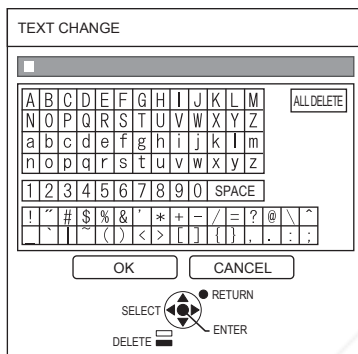 TEXT CHANGE
A B C D E F G H I J K L M ALL DELETE
N O P Q R S T U V W X Y Z
a b c d e f g h i j k l m
n o p q r s t u v w x y z
1 2 3 4 5 6 7 8 9 0 SPACE
! ˝ # $ % & ' * + − / = ? @ \ ^
_ ` | ~ ( ) < > [ ] { } , . : ;
OK CANCEL
RETURN
SELECT
ENTER
DELETE